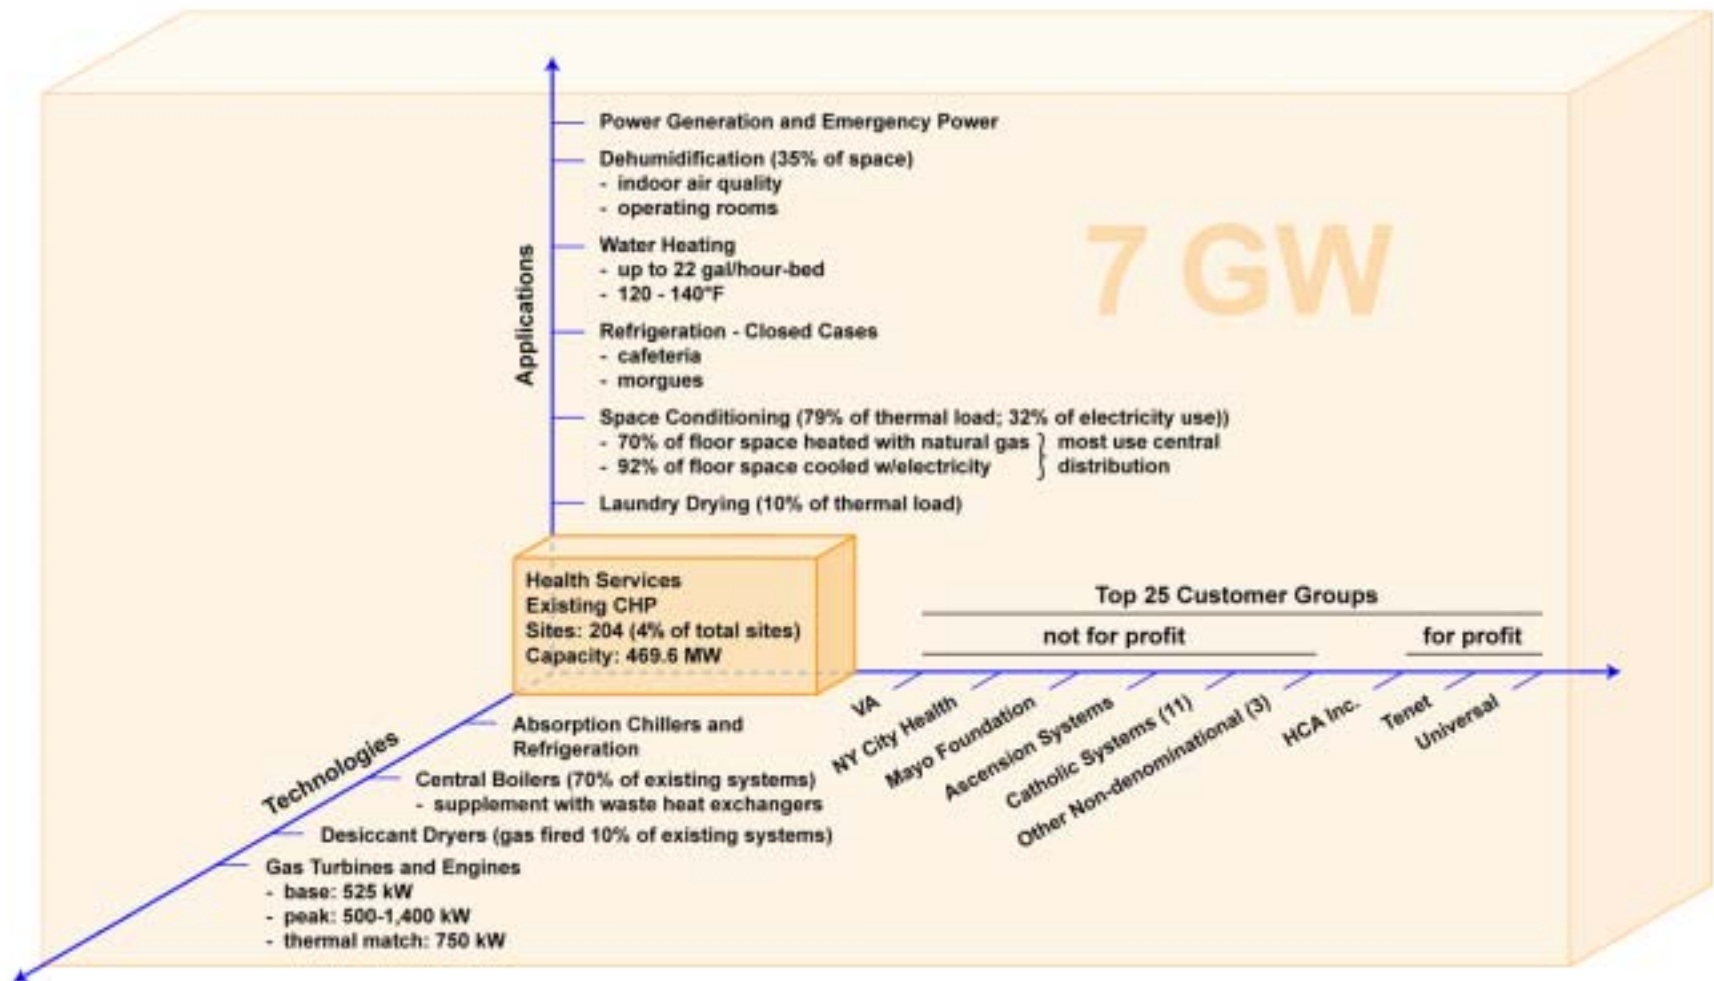 Applications
Power Generation and Emergency Power
Dehumidification (35% of space)
- indoor air quality
- operating rooms
Water Heating
- up to 22 gal/hour-bed
- 120 - 140°F
Refrigeration - Closed Cases
- cafeteria
- morgues
Space Conditioning (79% of thermal load; 32% of electricity use))
- 70% of floor space heated with natural gas
- 92% of floor space cooled w/electricity
most use central
distribution
Laundry Drying (10% of thermal load)
7 GW
Health Services
Existing CHP
Sites: 204 (4% of total sites)
Capacity: 469.6 MW
Top 25 Customer Groups
not for profit
for profit
VA
NY City Health
Mayo Foundation
Ascension Systems
Catholic Systems (11)
Other Non-denominational (3)
HCA Inc.
Tenet
Universal
Technologies
Absorption Chillers and
Refrigeration
Central Boilers (70% of existing systems)
- supplement with waste heat exchangers
Desiccant Dryers (gas fired 10% of existing systems)
Gas Turbines and Engines
- base: 525 kW
- peak: 500-1,400 kW
- thermal match: 750 kW